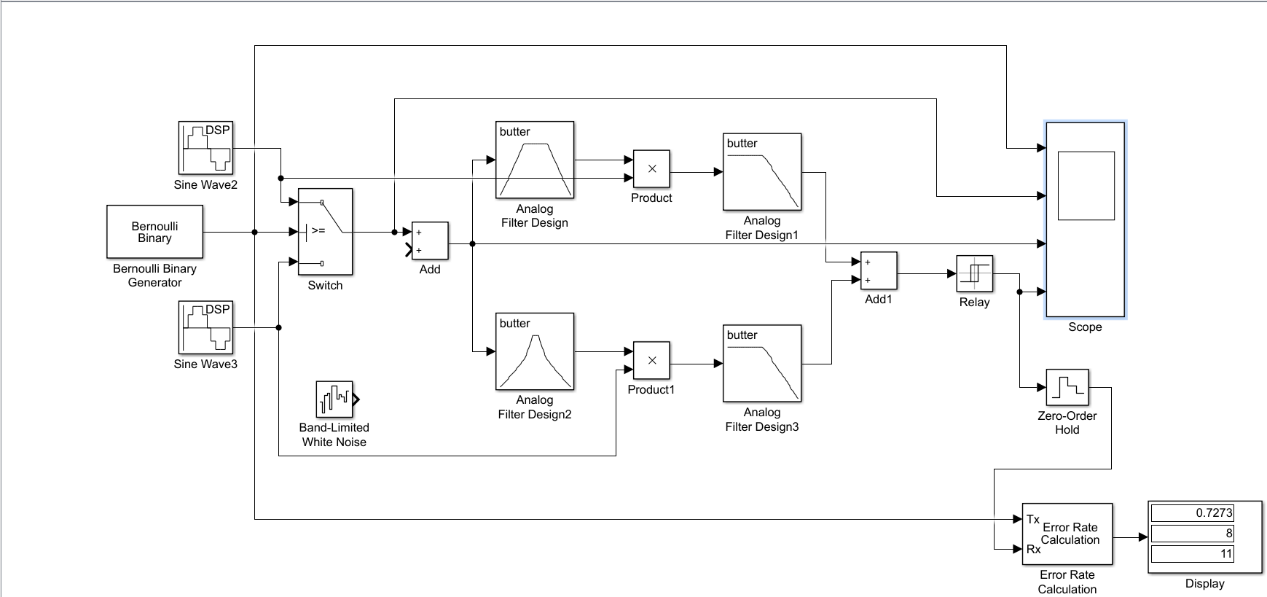 DSP
Sine Wave2
Bernoulli
Binary
Bernoulli Binary
Generator
>=
Switch
DSP
Sine Wave3
Band-Limited
White Noise
+
+
Add
butter
Analog
Filter Design
×
Product
butter
Analog
Filter Design1
butter
Analog
Filter Design2
×
Product1
butter
Analog
Filter Design3
+
+
Add1
Relay
Scope
Zero-Order
Hold
Tx
Rx
Error Rate
Calculation
Error Rate
Calculation
0.7273
8
11
Display